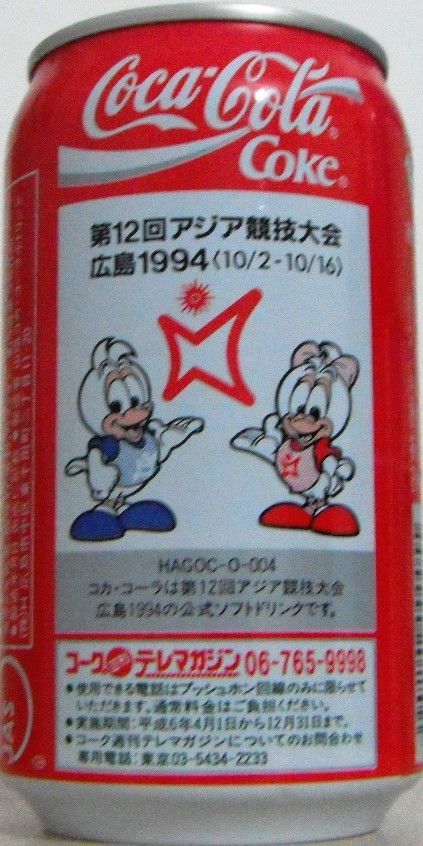 Coca-Cola
Coke
第12回アジア競技大会
広島1994(10/2-10/16)
HAGOC-O-004
コカ・コーラは第12回アジア競技大会
広島1994の公式ソフトドリンクです。
コーク テレマガジン 06-765-9998
●使用できる電話はプッシュホン回線のみに限らせて
いただきます。通常料金はご負担ください。
●実施期間:平成6年4月1日から12月31日まで。
●コーク週刊テレマガジンについてのお問合わせ
専用電話:東京03-5434-2233
JAS